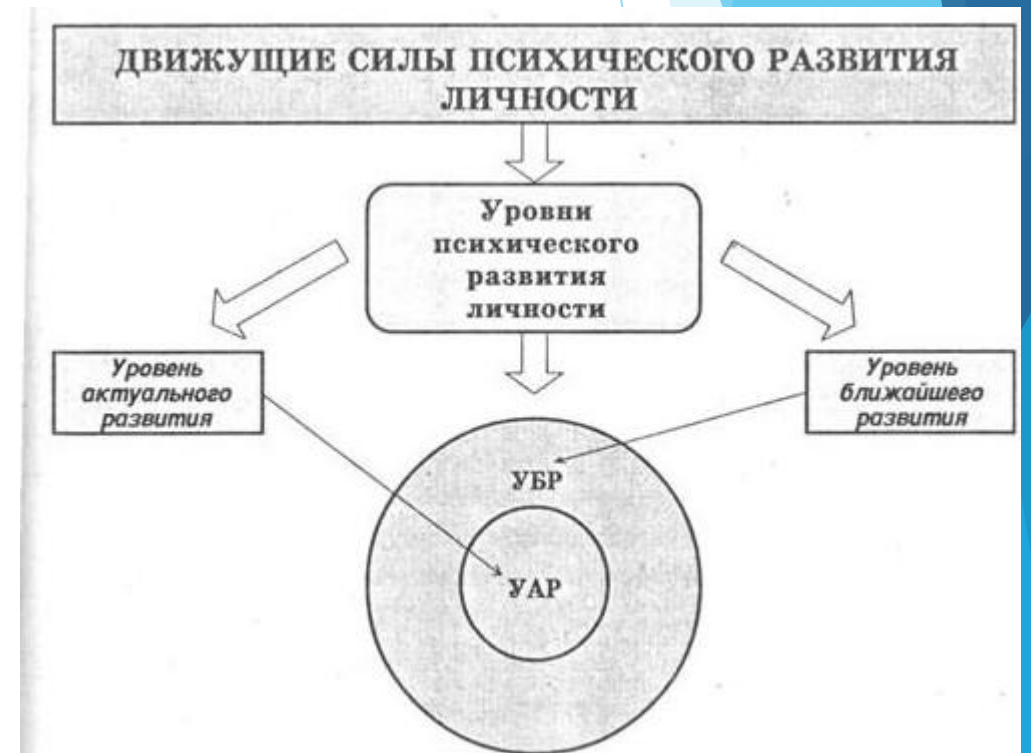 ДВИЖУЩИЕ СИЛЫ ПСИХИЧЕСКОГО РАЗВИТИЯ
ЛИЧНОСТИ
Уровни
психического
развития
личности
Уровень
актуального
развития
Уровень
ближайшего
развития
УБР
УАР